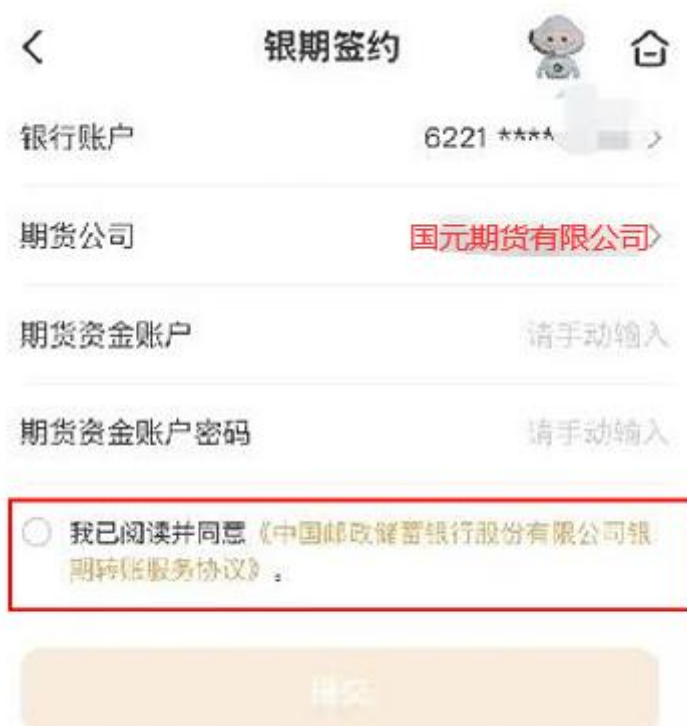 银期签约
银行账户 6221 ****
期货公司 国元期货有限公司
期货资金账户 请手动输入
期货资金账户密码 请手动输入
我已阅读并同意《中国邮政储蓄银行股份有限公司银
期转账服务协议》。
提交